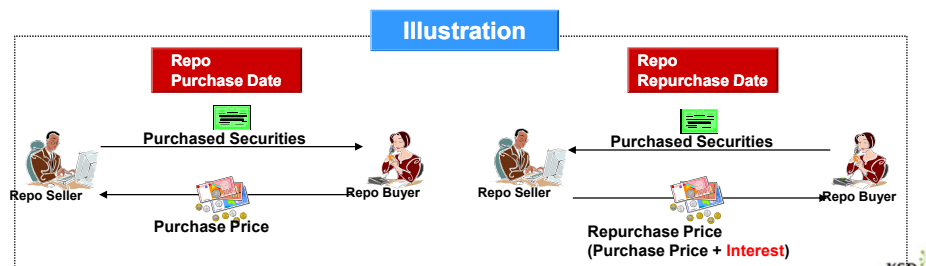 Illustration
Repo
Purchase Date
Repo
Repurchase Date
Purchased Securities
Purchased Securities
Repo Seller
Repo Buyer
Repo Seller
Repo Buyer
Purchase Price
Repurchase Price
(Purchase Price + Interest)